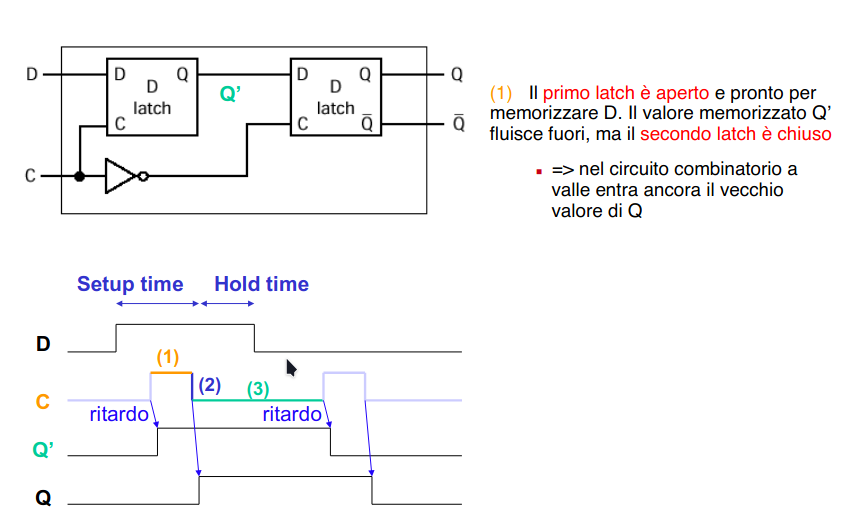 D
D
Q
D
latch
C
Q’
D
Q
D
latch
C
Q̅
Q
Q̅
C
(1) Il primo latch è aperto e pronto per
memorizzare D. Il valore memorizzato Q’
fluisce fuori, ma il secondo latch è chiuso
=> nel circuito combinatorio a
valle entra ancora il vecchio
valore di Q
Setup time
Hold time
D
(1)
C
(2)
(3)
ritardo
ritardo
Q’
Q